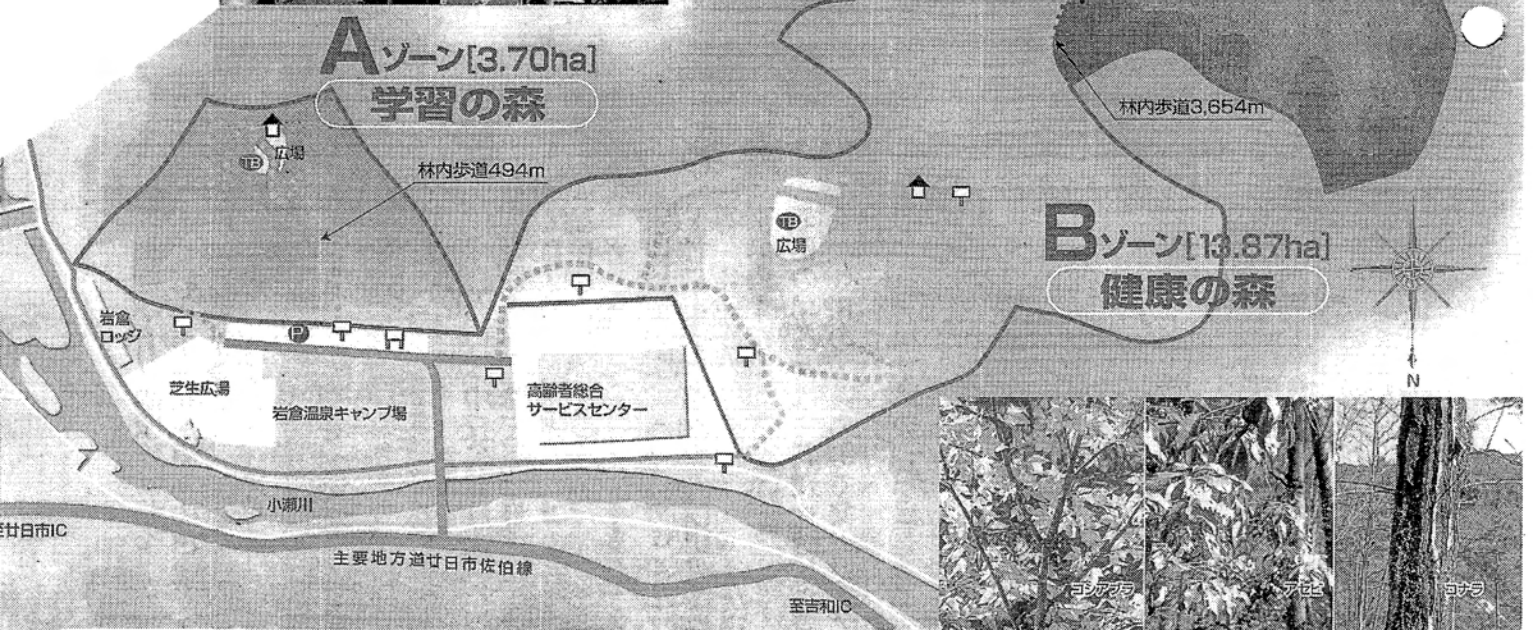 Aゾーン[3.70ha]
学習の森
広場
TB
林内歩道494m
林内歩道3,654m
TB
広場
Bゾーン[13.87ha]
健康の森
岩倉
ロッジ
P
芝生広場
岩倉温泉キャンプ場
高齢者総合
サービスセンター
N
小瀬川
至廿日市IC
主要地方道廿日市佐伯線
至吉和IC
コシアブラ
アセビ
コナラ